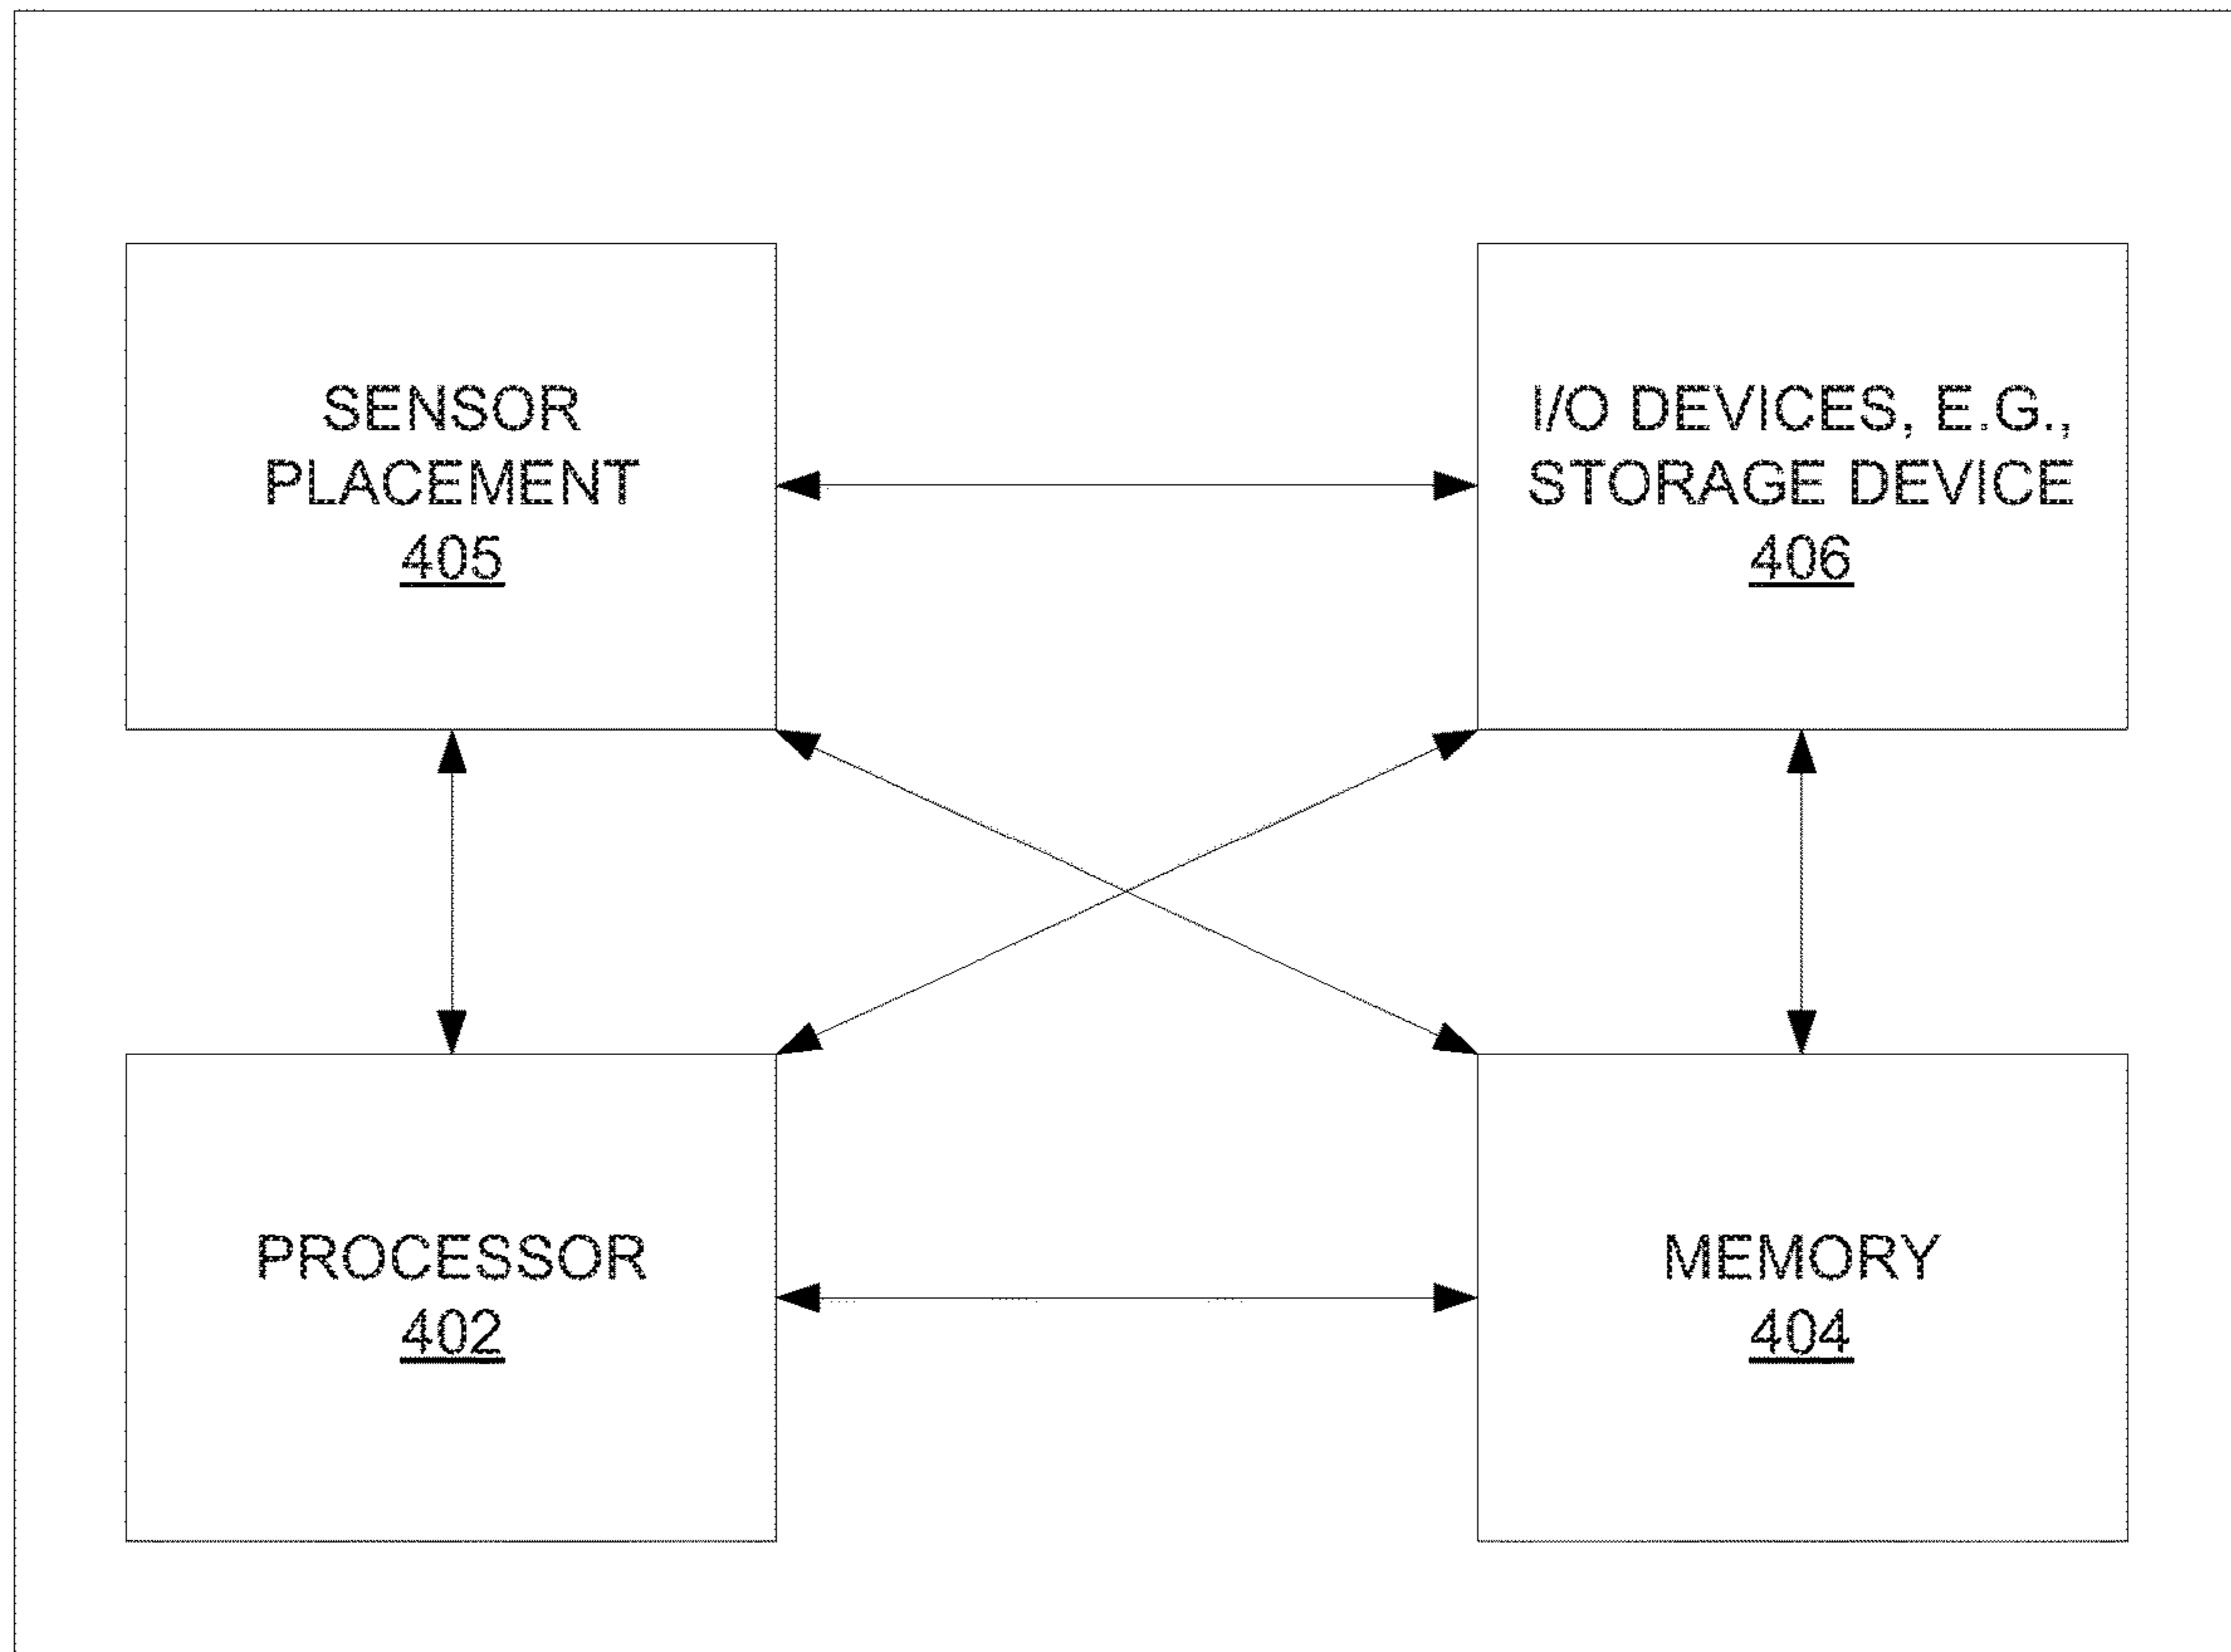 SENSOR
PLACEMENT
405
I/O DEVICES, E.G.,
STORAGE DEVICE
406
PROCESSOR
402
MEMORY
404